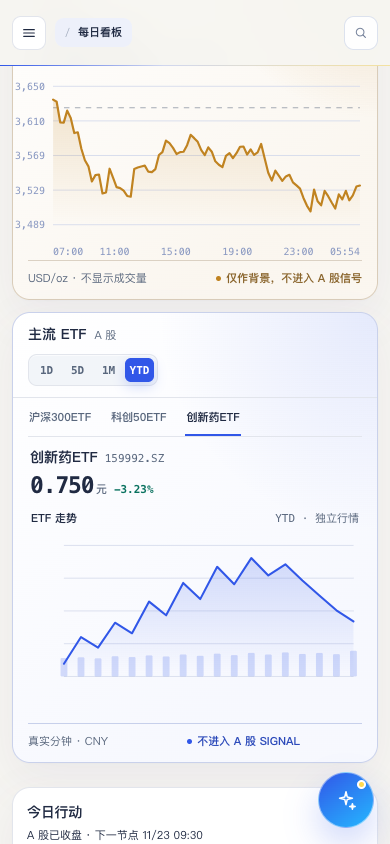 / 每日看板
3,650
3,610
3,569
3,529
3,489
07:00 11:00 15:00 19:00 23:00 05:54
USD/oz · 不显示成交量 仅作背景，不进入 A 股信号
主流 ETF A 股
1D 5D 1M YTD
沪深300ETF 科创50ETF 创新药ETF
创新药ETF 159992.SZ
0.750元 −3.23%
ETF 走势 YTD · 独立行情
真实分钟 · CNY 不进入 A 股 SIGNAL
今日行动
A 股已收盘 · 下一节点 11/23 09:30